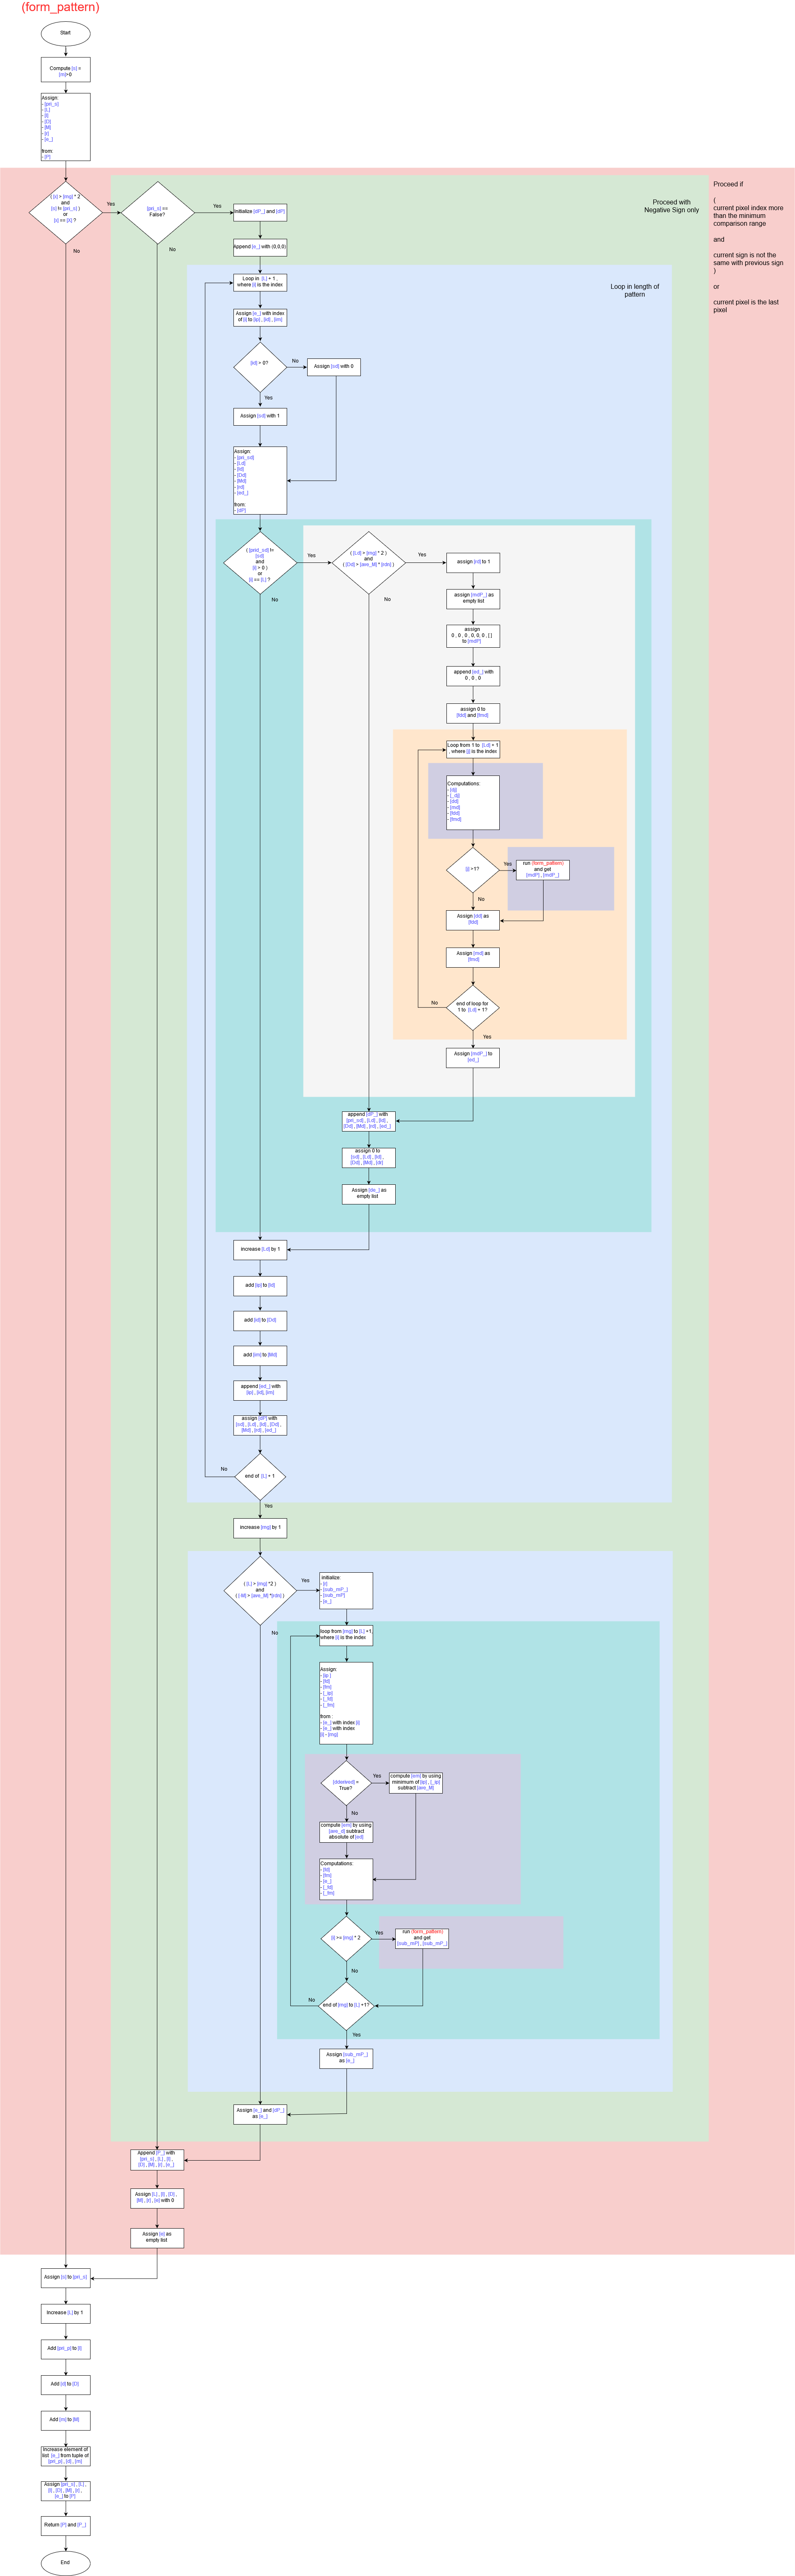 (form_pattern)
Start
Compute [s] =
[m]>0
Assign:
- [pri_s]
- [L]
- [I]
- [D]
- [M]
- [r]
- [e_]
from:
- [P]
( [x] > [rng] * 2
and
[s] != [pri_s] )
or
[x] == [X] ?
Yes
No
[pri_s] ==
False?
Yes
No
Initialize [dP_] and [dP]
Append [e_] with (0,0,0)
Proceed with
Negative Sign only
Proceed if
(
current pixel index more
than the minimum
comparison range
and
current sign is not the
same with previous sign
)
or
current pixel is the last
pixel
Loop in [L] + 1 ,
where [i] is the index
Loop in length of
pattern
Assign [e_] with index
of [i] to [ip] , [id] , [im]
[id] > 0?
No
Yes
Assign [sd] with 0
Assign [sd] with 1
Assign:
- [pri_sd]
- [Ld]
- [Id]
- [Dd]
- [Md]
- [rd]
- [ed_]
from:
- [dP]
( [prid_sd] !=
[sd]
and
[i] > 0 )
or
[i] == [L] ?
Yes
No
( [Ld] > [rng] * 2 )
and
( [Dd] > [ave_M] * [rdn] )
Yes
No
assign [rd] to 1
assign [mdP_] as
empty list
assign
0 , 0 , 0 , 0, 0, 0 , [ ]
to [mdP]
append [ed_] with
0 , 0 , 0
assign 0 to
[fdd] and [fmd]
Loop from 1 to [Ld] + 1
, where [j] is the index
Computations:
- [dj]
- [_dj]
- [dd]
- [md]
- [fdd]
- [fmd]
[j] >1?
Yes
No
run (form_pattern)
and get
[mdP] , [mdP_]
Assign [dd] as
[fdd]
Assign [md] as
[fmd]
end of loop for
1 to [Ld] + 1?
No
Yes
Assign [mdP_] to
[ed_]
append [dP_] with
[pri_sd] , [Ld] , [Id] ,
[Dd] , [Md] , [rd] , [ed_]
assign 0 to
[sd] , [Ld] , [Id] ,
[Dd] , [Md] , [dr]
Assign [de_] as
empty list
increase [Ld] by 1
add [ip] to [Id]
add [id] to [Dd]
add [im] to [Md]
append [ed_] with
[ip] , [id], [im]
assign [dP] with
[sd] , [Ld] , [Id] , [Dd] ,
[Md] , [rd] , [ed_]
end of [L] + 1
No
Yes
increase [rng] by 1
( [L] > [rng] *2 )
and
( [-M] > [ave_M] *[rdn] )
Yes
No
initialize:
- [r]
- [sub_mP_]
- [sub_mP]
- [e_]
loop from [rng] to [L] +1,
where [i] is the index
Assign:
- [ip ]
- [fd]
- [fm]
- [_ip]
- [_fd]
- [_fm]
from :
- [e_] with index [i]
- [e_] with index
[i] - [rng]
[dderived] =
True?
Yes
No
compute [em] by using
minimum of [ip] , [_ip]
subtract [ave_M]
compute [em] by using
[ave_d] subtract
absolute of [ed]
Computations:
- [fd]
- [fm]
- [e_]
- [_fd]
- [_fm]
[i] >= [rng] * 2
Yes
No
run (form_pattern)
and get
[sub_mP] , [sub_mP_]
end of [rng] to [L] +1?
No
Yes
Assign [sub_mP_]
as [e_]
Assign [e_] and [dP_]
as [e_]
Append [P_] with
[pri_s] , [L] , [I] ,
[D] , [M] , [r] , [e_]
Assign [L] , [I] , [D] ,
[M] , [r] , [e] with 0
Assign [e] as
empty list
Assign [s] to [pri_s]
Increase [L] by 1
Add [pri_p] to [I]
Add [d] to [D]
Add [m] to [M]
Increase element of
list [e_] from tuple of
[pri_p] , [d] , [m]
Assign [pri_s] , [L] ,
[I] , [D] , [M] , [r] ,
[e_] to [P]
Return [P] and [P_]
End